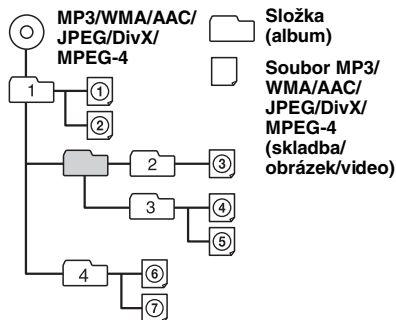 MP3/WMA/AAC/
JPEG/DivX/
MPEG-4
Složka
(album)
Soubor MP3/
WMA/AAC/
JPEG/DivX/
MPEG-4
(skladba/
obrázek/video)
1
①
②
2
③
3
④
⑤
4
⑥
⑦